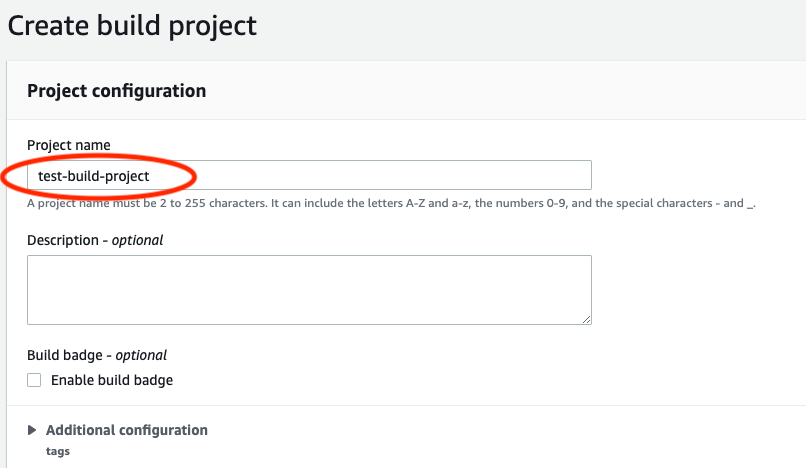 Create build project
Project configuration
Project name
test-build-project
A project name must be 2 to 255 characters. It can include the letters A-Z and a-z, the numbers 0-9, and the special characters - and _.
Description - optional
Build badge - optional
Enable build badge
Additional configuration
tags